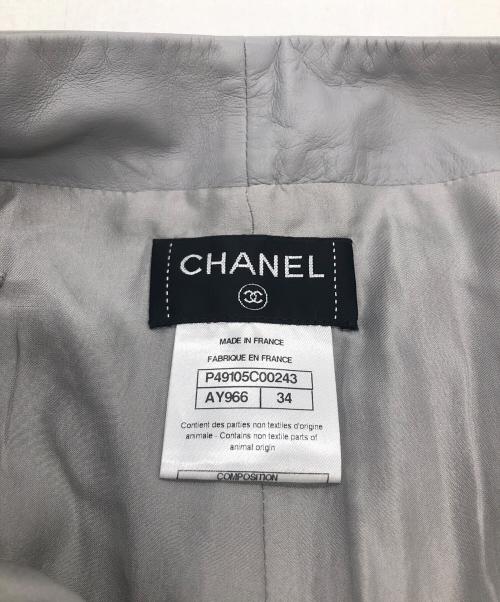 CHANEL
MADE IN FRANCE
FABRIQUE EN FRANCE
P49105C00243
AY966 34
Contient des parties non textiles d'origine
animale - Contains non textile parts of
animal origin
COMPOSITION